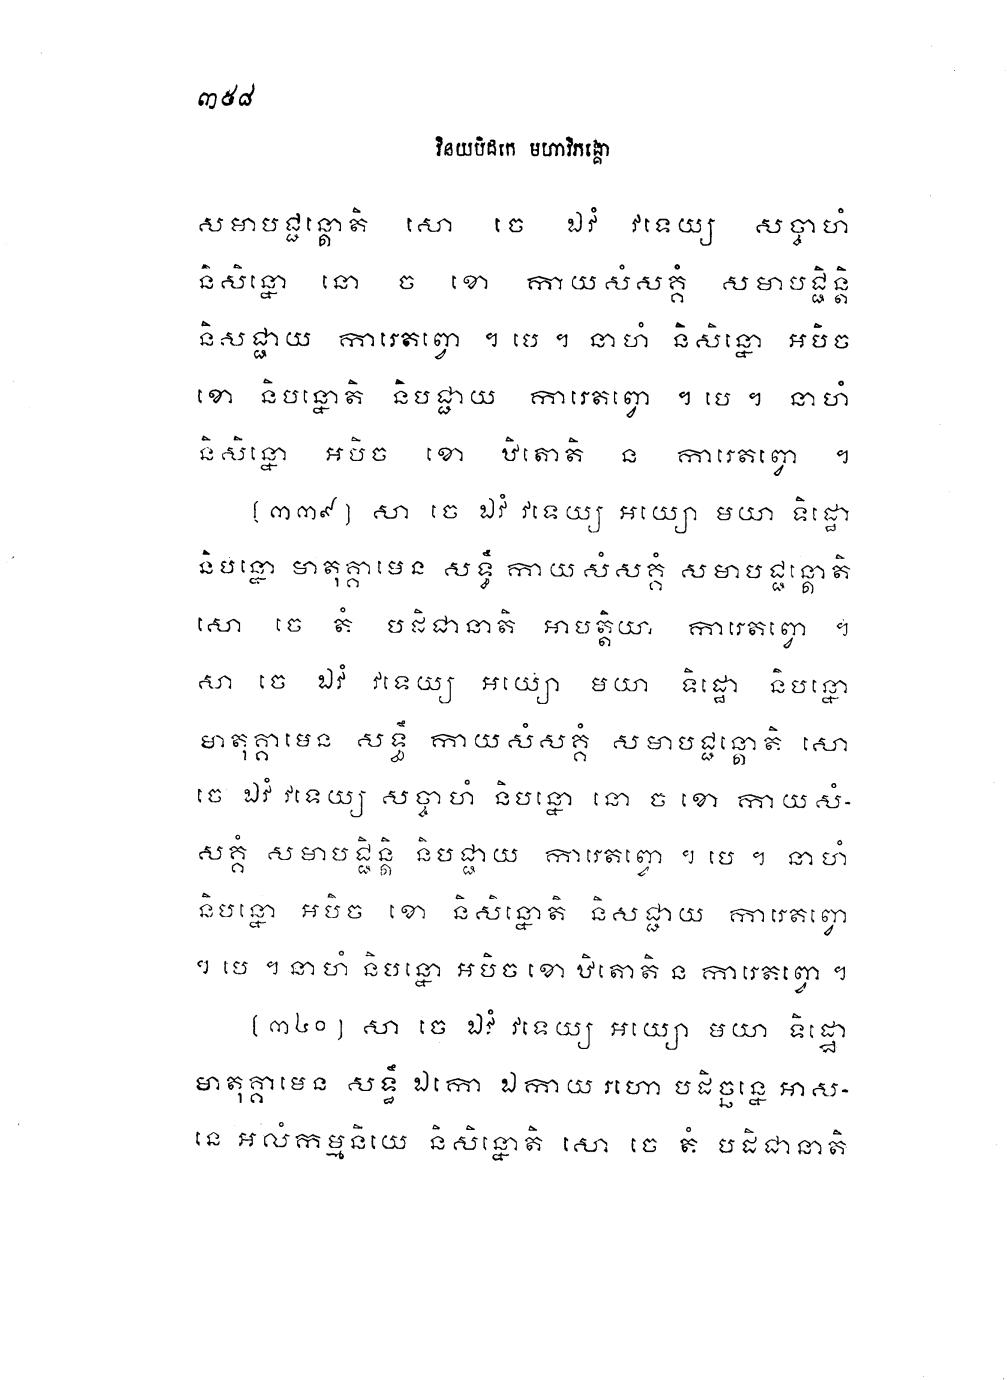 ៣៥៨
វិនយបិដកេ មហាវិភង្គោ
សមាបជ្ជន្តោតិ សោ ចេ ឯវំ វទេយ្យ សច្ចាហំ
និសិន្នោ នោ ច ខោ កាយសំសគ្គំ សមាបជ្ជិន្តិ
និសជ្ជាយ ការេតព្វោ ។ បេ ។ នាហំ និសិន្នោ អបិច
ខោ និបន្នោតិ និបជ្ជាយ ការេតព្វោ ។ បេ ។ នាហំ
និសិន្នោ អបិច ខោ ឋិតោតិ ន ការេតព្វោ ។
(៣៣៩) សា ចេ ឯវំ វទេយ្យ អយ្យោ មយា ទិដ្ឋោ
និបន្នោ មាតុគ្គាមេន សទ្ធឹ កាយសំសគ្គំ សមាបជ្ជន្តោតិ
សោ ចេ តំ បដិជានាតិ អាបត្តិយា ការេតព្វោ ។
សា ចេ ឯវំ វទេយ្យ អយ្យោ មយា ទិដ្ឋោ និបន្នោ
មាតុគ្គាមេន សទ្ធឹ កាយសំសគ្គំ សមាបជ្ជន្តោតិ សោ
ចេ ឯវំ វទេយ្យ សច្ចាហំ និបន្នោ នោ ច ខោ កាយសំ-
សគ្គំ សមាបជ្ជិន្តិ និបជ្ជាយ ការេតព្វោ ។ បេ ។ នាហំ
និបន្នោ អបិច ខោ និសិន្នោតិ និសជ្ជាយ ការេតព្វោ
។ បេ ។ នាហំ និបន្នោ អបិច ខោ ឋិតោតិ ន ការេតព្វោ ។
(៣៤០) សា ចេ ឯវំ វទេយ្យ អយ្យោ មយា ទិដ្ឋោ
មាតុគ្គាមេន សទ្ធឹ ឯកោ ឯកាយ រហោ បដិច្ឆន្នេ អាស-
នេ អលំកម្មនិយេ និសិន្នោតិ សោ ចេ តំ បដិជានាតិ